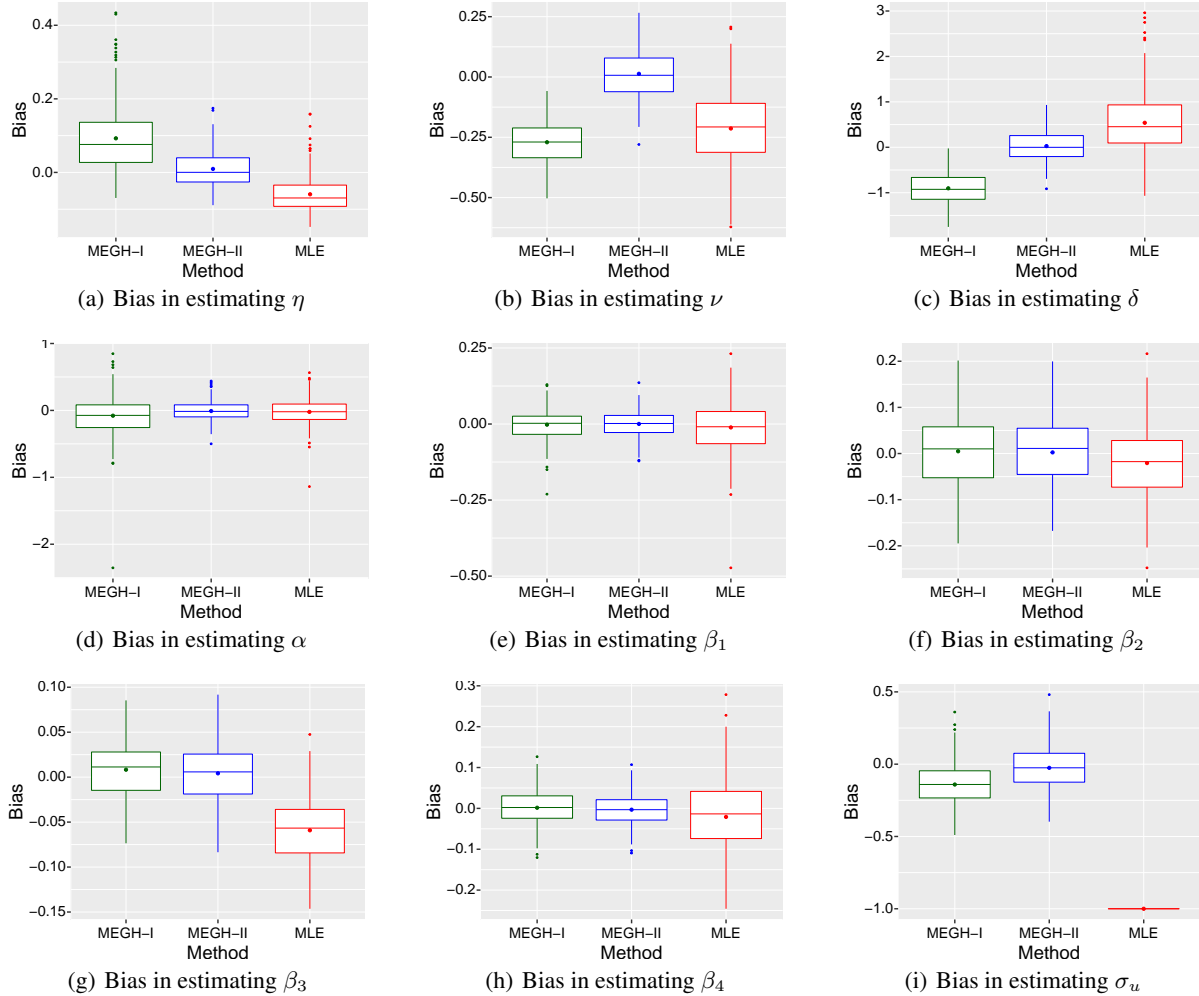 0.4
0.2
0.0
Bias
MEGH−I MEGH−II MLE
Method
(a) Bias in estimating η
0.00
−0.25
−0.50
Bias
MEGH−I MEGH−II MLE
Method
(b) Bias in estimating ν
3
2
1
0
−1
Bias
MEGH−I MEGH−II MLE
Method
(c) Bias in estimating δ
1
0
−1
−2
Bias
MEGH−I MEGH−II MLE
Method
(d) Bias in estimating α
0.25
0.00
−0.25
−0.50
Bias
MEGH−I MEGH−II MLE
Method
(e) Bias in estimating β₁
0.2
0.1
0.0
−0.1
−0.2
Bias
MEGH−I MEGH−II MLE
Method
(f) Bias in estimating β₂
0.10
0.05
0.00
−0.05
−0.10
−0.15
Bias
MEGH−I MEGH−II MLE
Method
(g) Bias in estimating β₃
0.3
0.2
0.1
0.0
−0.1
−0.2
Bias
MEGH−I MEGH−II MLE
Method
(h) Bias in estimating β₄
0.5
0.0
−0.5
−1.0
Bias
MEGH−I MEGH−II MLE
Method
(i) Bias in estimating σᵤ